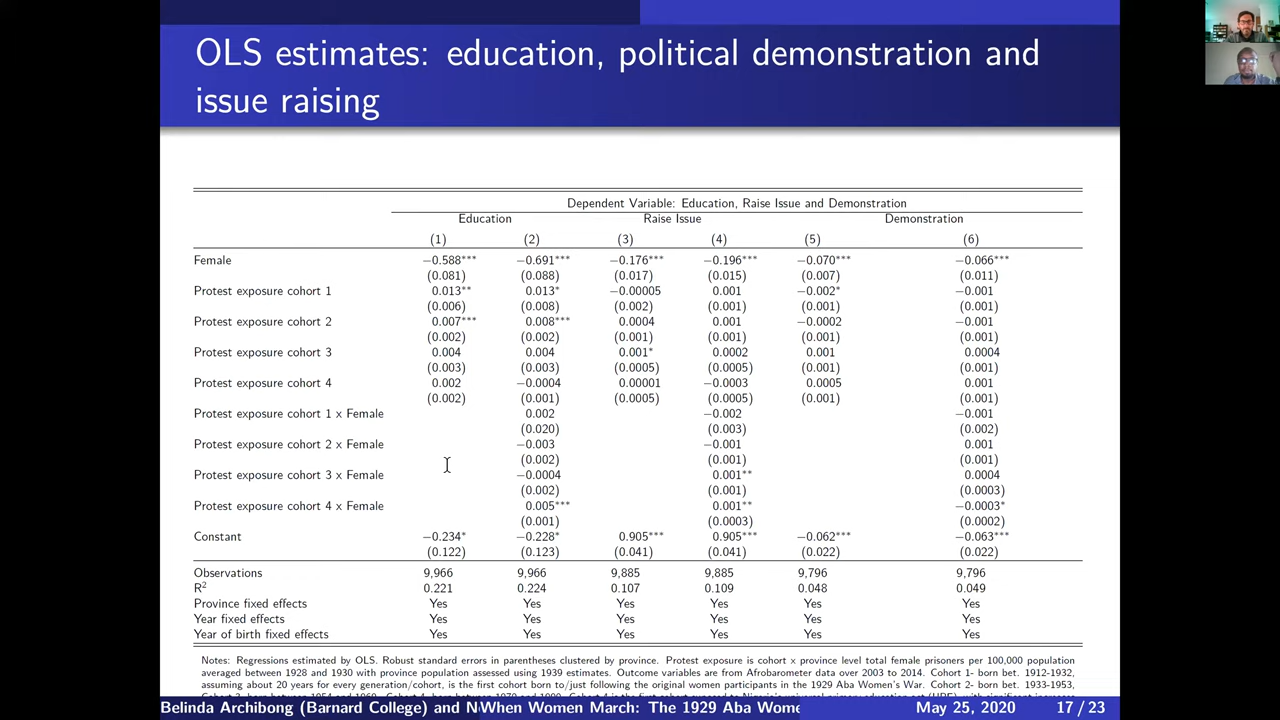 OLS estimates: education, political demonstration and
issue raising
Dependent Variable: Education, Raise Issue and Demonstration
Education Raise Issue Demonstration
(1) (2) (3) (4) (5) (6)
Female −0.588*** −0.691*** −0.176*** −0.196*** −0.070*** −0.066***
(0.081) (0.088) (0.017) (0.015) (0.007) (0.011)
Protest exposure cohort 1 0.013** 0.013* −0.00005 0.001 −0.002* −0.001
(0.006) (0.008) (0.002) (0.001) (0.001) (0.001)
Protest exposure cohort 2 0.007*** 0.008*** 0.0004 0.001 −0.0002 −0.001
(0.002) (0.002) (0.001) (0.001) (0.001) (0.001)
Protest exposure cohort 3 0.004 0.004 0.001* 0.0002 0.001 0.0004
(0.003) (0.003) (0.0005) (0.0005) (0.001) (0.001)
Protest exposure cohort 4 0.002 −0.0004 0.00001 −0.0003 0.0005 0.001
(0.002) (0.001) (0.0005) (0.0005) (0.001) (0.001)
Protest exposure cohort 1 x Female 0.002 −0.002 −0.001
(0.020) (0.003) (0.002)
Protest exposure cohort 2 x Female −0.003 −0.001 0.001
(0.002) (0.001) (0.001)
Protest exposure cohort 3 x Female −0.0004 0.001** 0.0004
(0.002) (0.001) (0.0003)
Protest exposure cohort 4 x Female 0.005*** 0.001** −0.0003*
(0.001) (0.0003) (0.0002)
Constant −0.234* −0.228* 0.905*** 0.905*** −0.062*** −0.063***
(0.122) (0.123) (0.041) (0.041) (0.022) (0.022)
Observations 9,966 9,966 9,885 9,885 9,796 9,796
R2 0.221 0.224 0.107 0.109 0.048 0.049
Province fixed effects Yes Yes Yes Yes Yes Yes
Year fixed effects Yes Yes Yes Yes Yes Yes
Year of birth fixed effects Yes Yes Yes Yes Yes Yes
Notes: Regressions estimated by OLS. Robust standard errors in parentheses clustered by province. Protest exposure is cohort x province level total female prisoners per 100,000 population
averaged between 1928 and 1930 with province population assessed using 1939 estimates. Outcome variables are from Afrobarometer data over 2003 to 2014. Cohort 1- born bet. 1912-1932,
assuming about 20 years for every generation/cohort, is the first cohort born to/just following the original women participants in the 1929 Aba Women's War. Cohort 2- born bet. 1933-1953,
Belinda Archibong (Barnard College) and N When Women March: The 1929 Aba Wome May 25, 2020 17 / 23